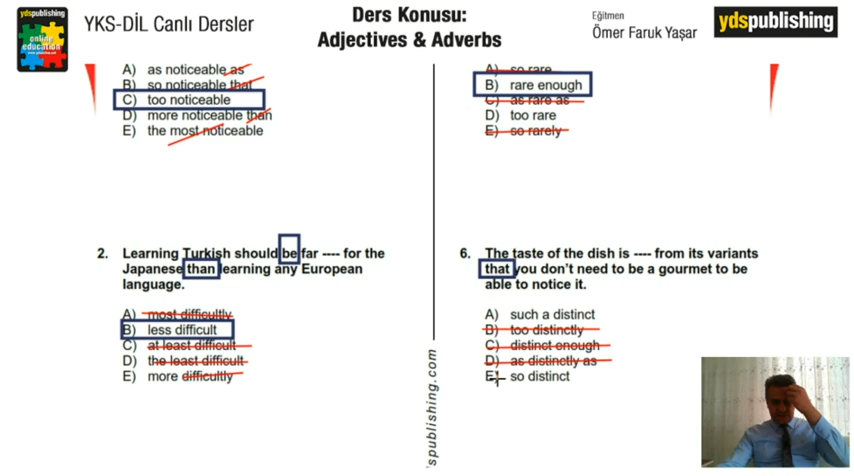 online
education
YKS-DİL Canlı Dersler
Ders Konusu:
Adjectives & Adverbs
Eğitmen
Ömer Faruk Yaşar
ydspublishing
A) as noticeable as
B) so noticeable that
C) too noticeable
D) more noticeable than
E) the most noticeable
2. Learning Turkish should be far ---- for the
Japanese than learning any European
language.
A) most difficultly
B) less difficult
C) at least difficult
D) the least difficult
E) more difficultly
A) so rare
B) rare enough
C) as rare as
D) too rare
E) so rarely
6. The taste of the dish is ---- from its variants
that you don't need to be a gourmet to be
able to notice it.
A) such a distinct
B) too distinctly
C) distinct enough
D) as distinctly as
E) so distinct
spublishing.com